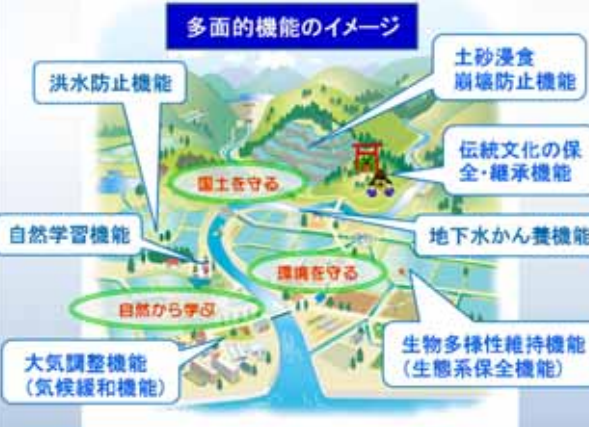 多面的機能のイメージ
洪水防止機能
土砂浸食
崩壊防止機能
伝統文化の保
全・継承機能
国土を守る
自然学習機能
地下水かん養機能
環境を守る
自然から学ぶ
大気調整機能
(気候緩和機能)
生物多様性維持機能
(生態系保全機能)